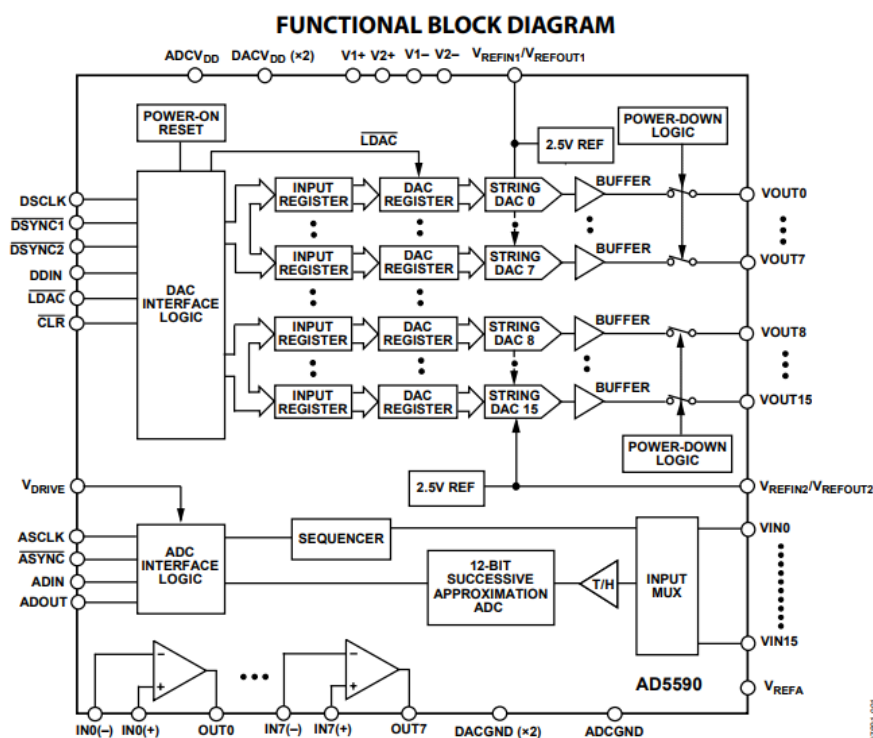 FUNCTIONAL BLOCK DIAGRAM
ADCVDD
DACVDD (×2)
V1+
V2+
V1–
V2–
VREFIN1/VREFOUT1
POWER-ON
RESET
LDAC
2.5V REF
POWER-DOWN
LOGIC
DSCLK
DSYNC1
DSYNC2
DDIN
LDAC
CLR
DAC
INTERFACE
LOGIC
INPUT
REGISTER
DAC
REGISTER
STRING
DAC 0
BUFFER
VOUT0
INPUT
REGISTER
DAC
REGISTER
STRING
DAC 7
BUFFER
VOUT7
INPUT
REGISTER
DAC
REGISTER
STRING
DAC 8
BUFFER
VOUT8
INPUT
REGISTER
DAC
REGISTER
STRING
DAC 15
BUFFER
VOUT15
POWER-DOWN
LOGIC
2.5V REF
VREFIN2/VREFOUT2
VDRIVE
ASCLK
ASYNC
ADIN
ADOUT
ADC
INTERFACE
LOGIC
SEQUENCER
12-BIT
SUCCESSIVE
APPROXIMATION
ADC
T/H
INPUT
MUX
VIN0
VIN15
AD5590
VREFA
–
+
–
+
IN0(–)
IN0(+)
OUT0
IN7(–)
IN7(+)
OUT7
DACGND (×2)
ADCGND